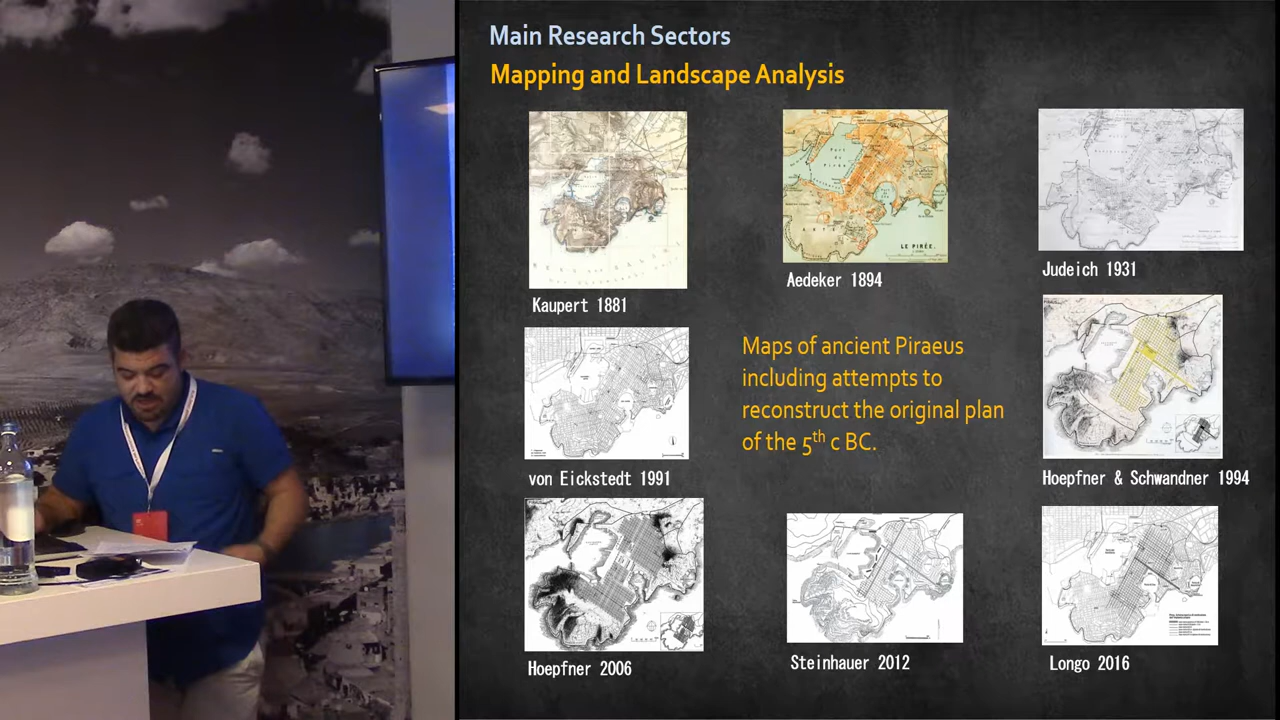 Main Research Sectors
Mapping and Landscape Analysis
Kaupert 1881
LE PIRÉE.
Aedeker 1894
Judeich 1931
von Eickstedt 1991
Maps of ancient Piraeus
including attempts to
reconstruct the original plan
of the 5th c BC.
Hoepfner & Schwandner 1994
Hoepfner 2006
Steinhauer 2012
Longo 2016